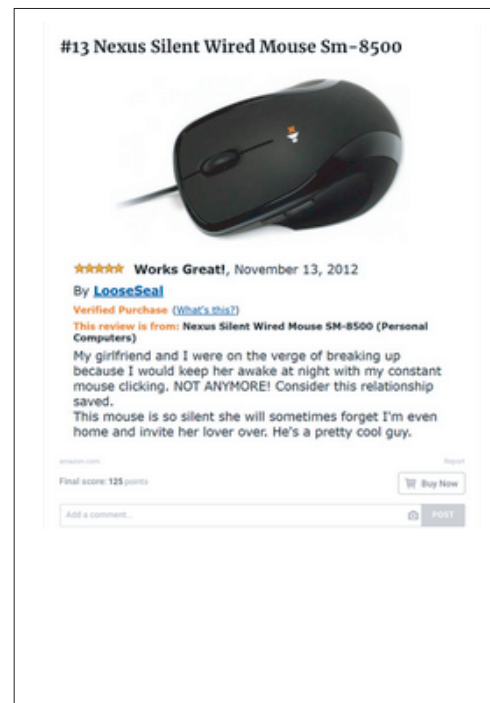 #13 Nexus Silent Wired Mouse Sm-8500
Works Great!, November 13, 2012
By LooseSeal
Verified Purchase (What's this?)
This review is from: Nexus Silent Wired Mouse SM-8500 (Personal
Computers)
My girlfriend and I were on the verge of breaking up
because I would keep her awake at night with my constant
mouse clicking. NOT ANYMORE! Consider this relationship
saved.
This mouse is so silent she will sometimes forget I'm even
home and invite her lover over. He's a pretty cool guy.
amazon.com
Report
Final score: 125 points
Buy Now
Add a comment...
POST